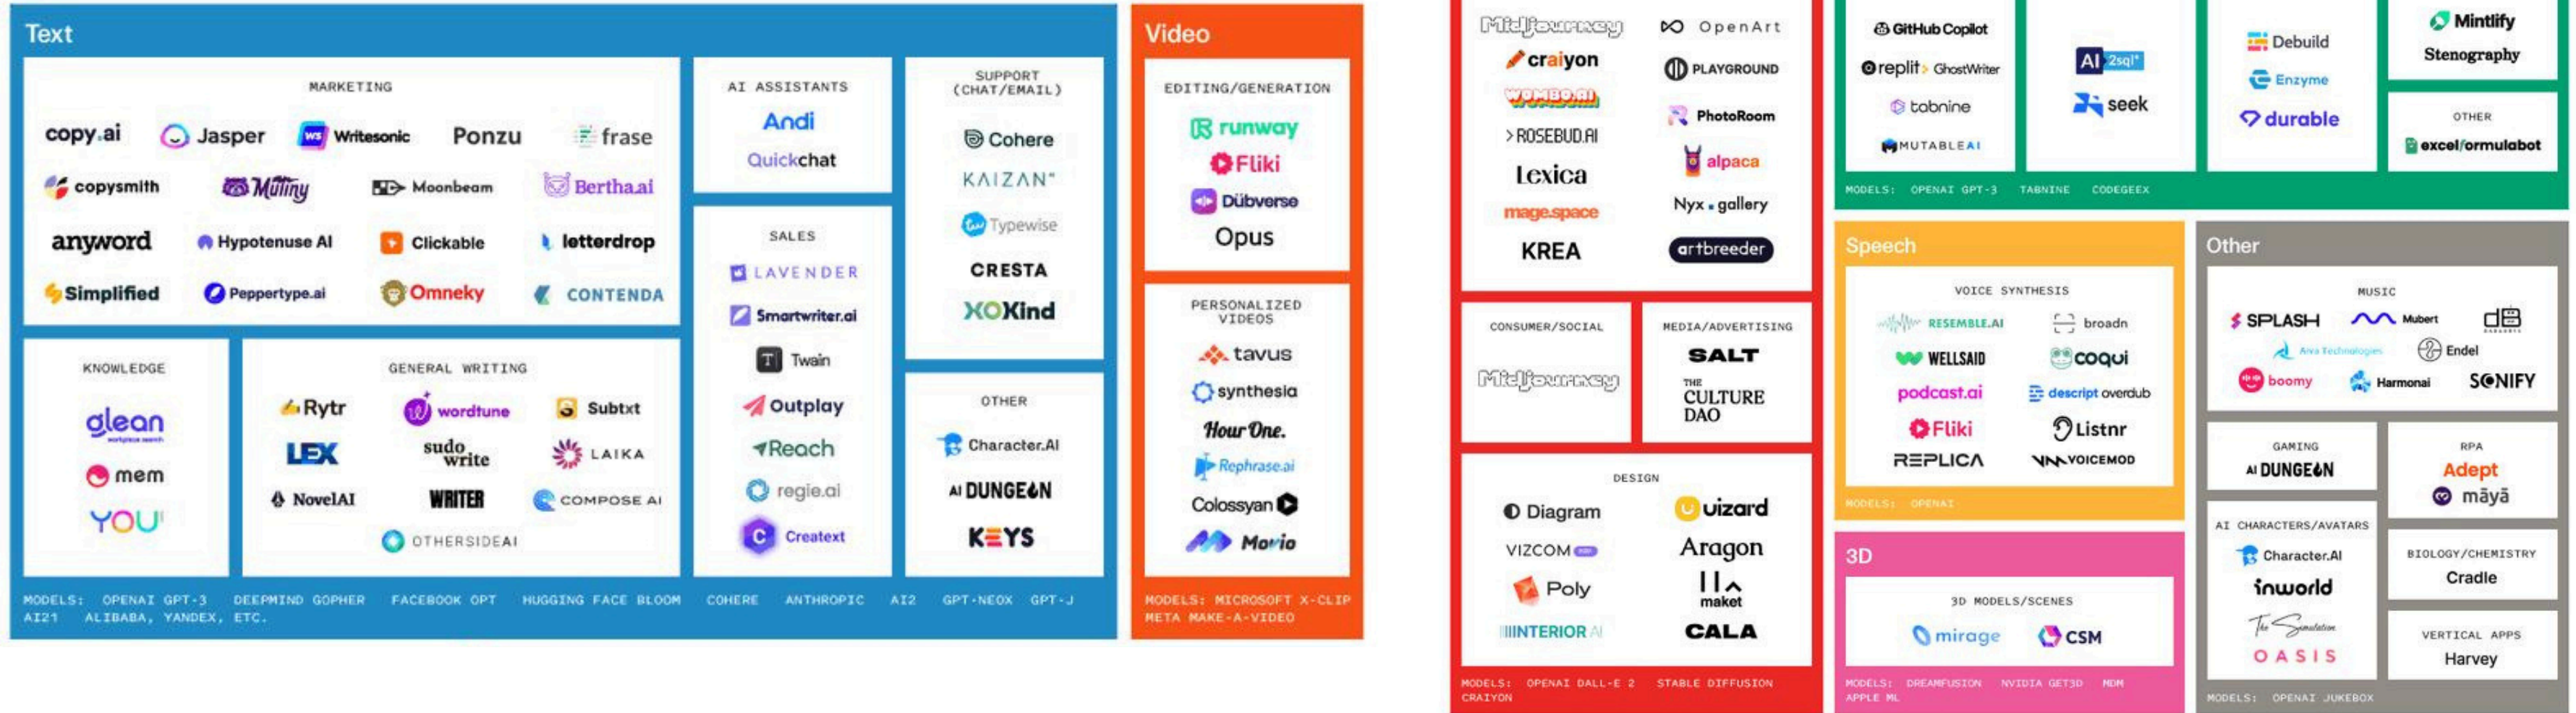 Text
MARKETING
copy.ai Jasper Writesonic Ponzu frase
copysmith Mutiny Moonbeam Bertha.ai
anyword Hypotenuse AI Clickable letterdrop
Simplified Peppertype.ai Omneky CONTENDA
KNOWLEDGE
glean
workplace search
mem
YOU
GENERAL WRITING
Rytr wordtune Subtxt
LEX sudo write LAIKA
NovelAI WRITER COMPOSE AI
OTHERSIDEAI
AI ASSISTANTS
Andi
Quickchat
SALES
LAVENDER
Smartwriter.ai
Twain
Outplay
Reach
regie.ai
Creatext
SUPPORT
(CHAT/EMAIL)
Cohere
KAIZAN
Typewise
CRESTA
XOKind
OTHER
Character.AI
AI DUNGEON
KEYS
MODELS: OPENAI GPT-3 DEEPMIND GOPHER FACEBOOK OPT HUGGING FACE BLOOM COHERE ANTHROPIC AI2 GPT-NEOX GPT-J
AI21 ALIBABA, YANDEX, ETC.
Video
EDITING/GENERATION
runway
Fliki
Dübverse
Opus
PERSONALIZED
VIDEOS
tavus
synthesia
Hour One.
Rephrase.ai
Colossyan
Movio
MODELS: MICROSOFT X-CLIP
META MAKE-A-VIDEO
Midjourney OpenArt
craiyon PLAYGROUND
WOMBO.AI PhotoRoom
ROSEBUD.AI alpaca
Lexica Nyx.gallery
mage.space artbreeder
KREA
CONSUMER/SOCIAL
Midjourney
MEDIA/ADVERTISING
SALT
THE
CULTURE
DAO
DESIGN
Diagram uizard
VIZCOM Aragon
Poly maket
INTERIOR AI CALA
MODELS: OPENAI DALL-E 2 STABLE DIFFUSION
CRAIYON
GitHub Copilot
replit GhostWriter
tabnine
MUTABLEAI
AI 2sql
seek
Debuild
Enzyme
durable
Mintlify
Stenography
OTHER
excelformulabot
MODELS: OPENAI GPT-3 TABNINE CODEGEEX
Speech
VOICE SYNTHESIS
RESEMBLE.AI broadn
WELLSAID coqui
podcast.ai descript overdub
Fliki Listnr
REPLICA VOICEMOD
MODELS: OPENAI
3D
3D MODELS/SCENES
mirage CSM
MODELS: DREAMFUSION NVIDIA GET3D MDM
APPLE ML
Other
MUSIC
SPLASH Mubert dB
Aiva Technologies Endel
boomy Harmonai SONIFY
GAMING
AI DUNGEON
RPA
Adept
māyā
AI CHARACTERS/AVATARS
Character.AI
inworld
The Simulation
OASIS
BIOLOGY/CHEMISTRY
Cradle
VERTICAL APPS
Harvey
MODELS: OPENAI JUKEBOX